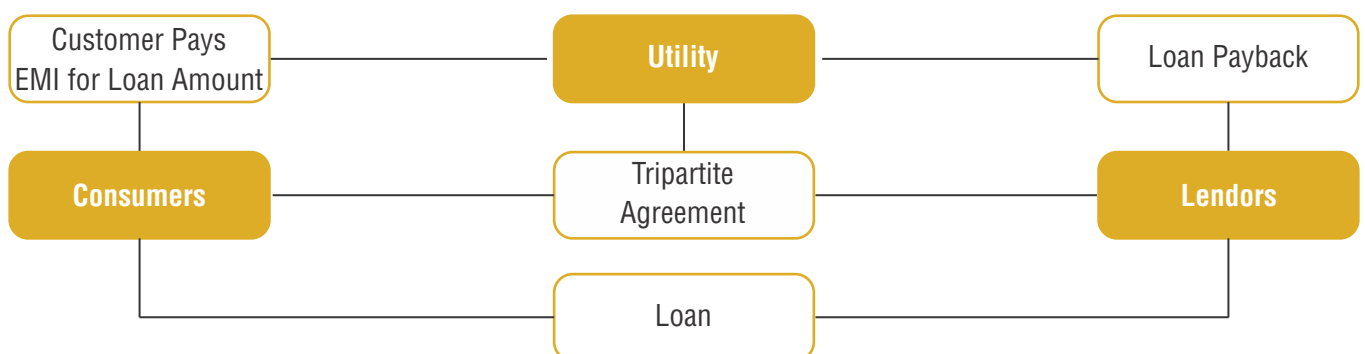 Customer Pays
EMI for Loan Amount
Utility
Loan Payback
Consumers
Tripartite
Agreement
Lendors
Loan